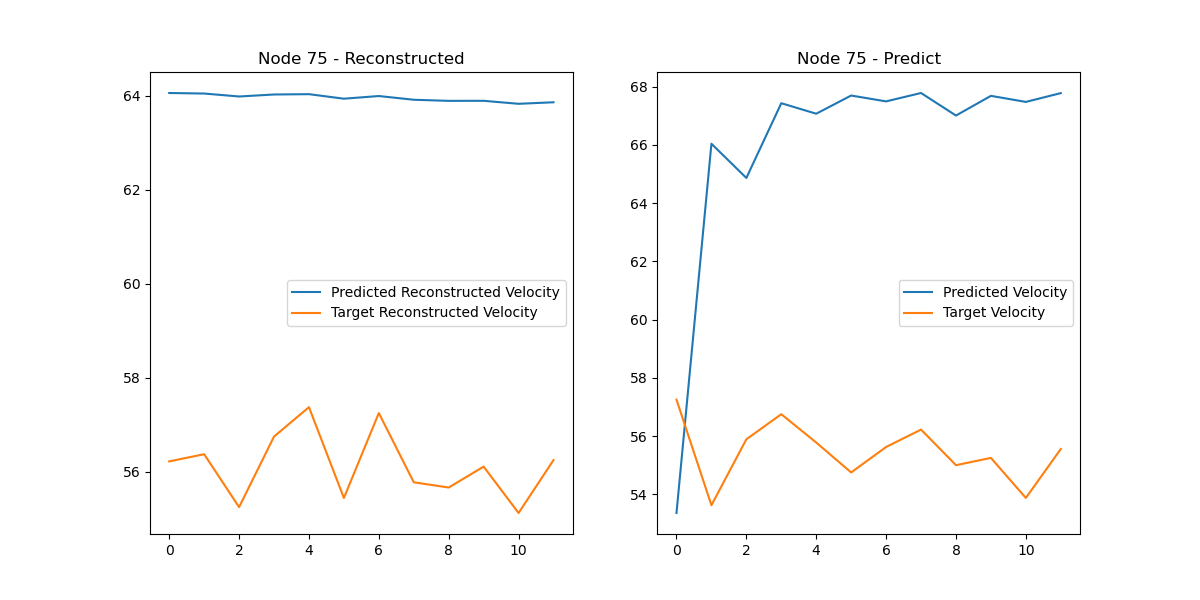 Node 75 - Reconstructed
64
62
60
58
56
0 2 4 6 8 10
Predicted Reconstructed Velocity
Target Reconstructed Velocity
Node 75 - Predict
68
66
64
62
60
58
56
54
0 2 4 6 8 10
Predicted Velocity
Target Velocity